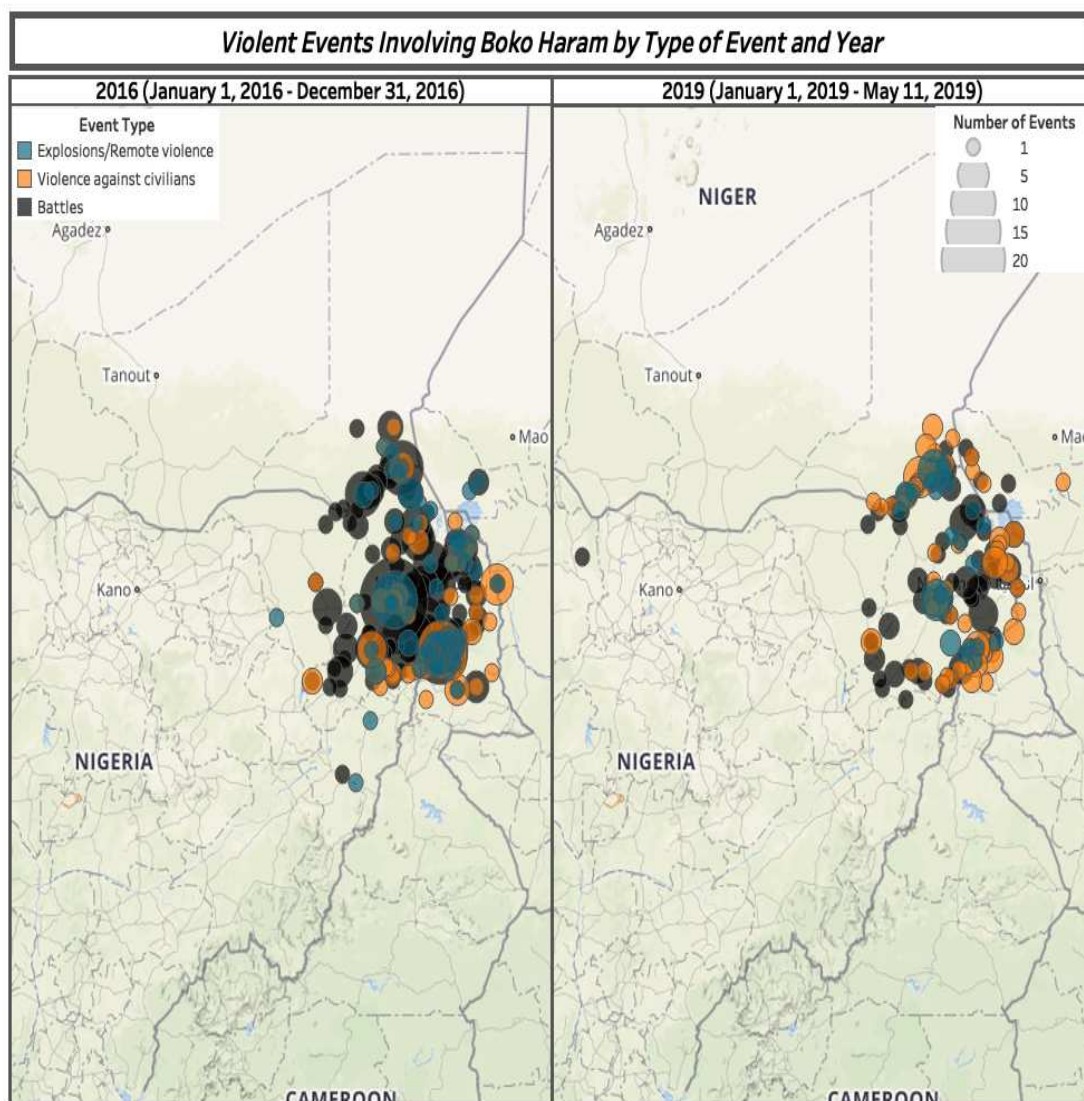 Violent Events Involving Boko Haram by Type of Event and Year
2016 (January 1, 2016 - December 31, 2016)
Event Type
Explosions/Remote violence
Violence against civilians
Battles
Agadez
Tanout
Mao
Kano
NIGERIA
CAMEROON
2019 (January 1, 2019 - May 11, 2019)
Number of Events
1
5
10
15
20
NIGER
Agadez
Tanout
Ma
Kano
NIGERIA
CAMEROON